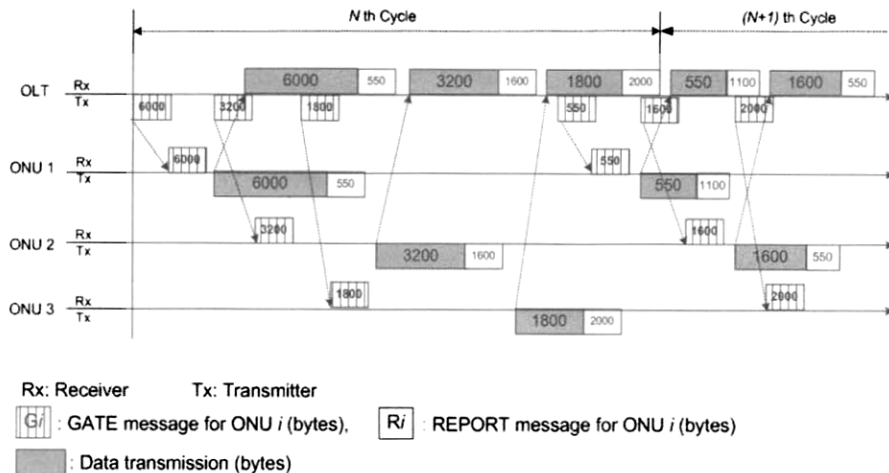 N th Cycle (N+1) th Cycle
6000 550 3200 1600 1800 2000 550 1100 1600 550
OLT Rx
Tx
6000 3200 1800 550 1600 2000
ONU 1 Rx
Tx
6000 550
6000 550 550 1100
ONU 2 Rx
Tx
3200 1600
3200 1600 1600 550
ONU 3 Rx
Tx
1800 2000
1800 2000
Rx: Receiver Tx: Transmitter
Gi : GATE message for ONU i (bytes), Ri : REPORT message for ONU i (bytes)
: Data transmission (bytes)